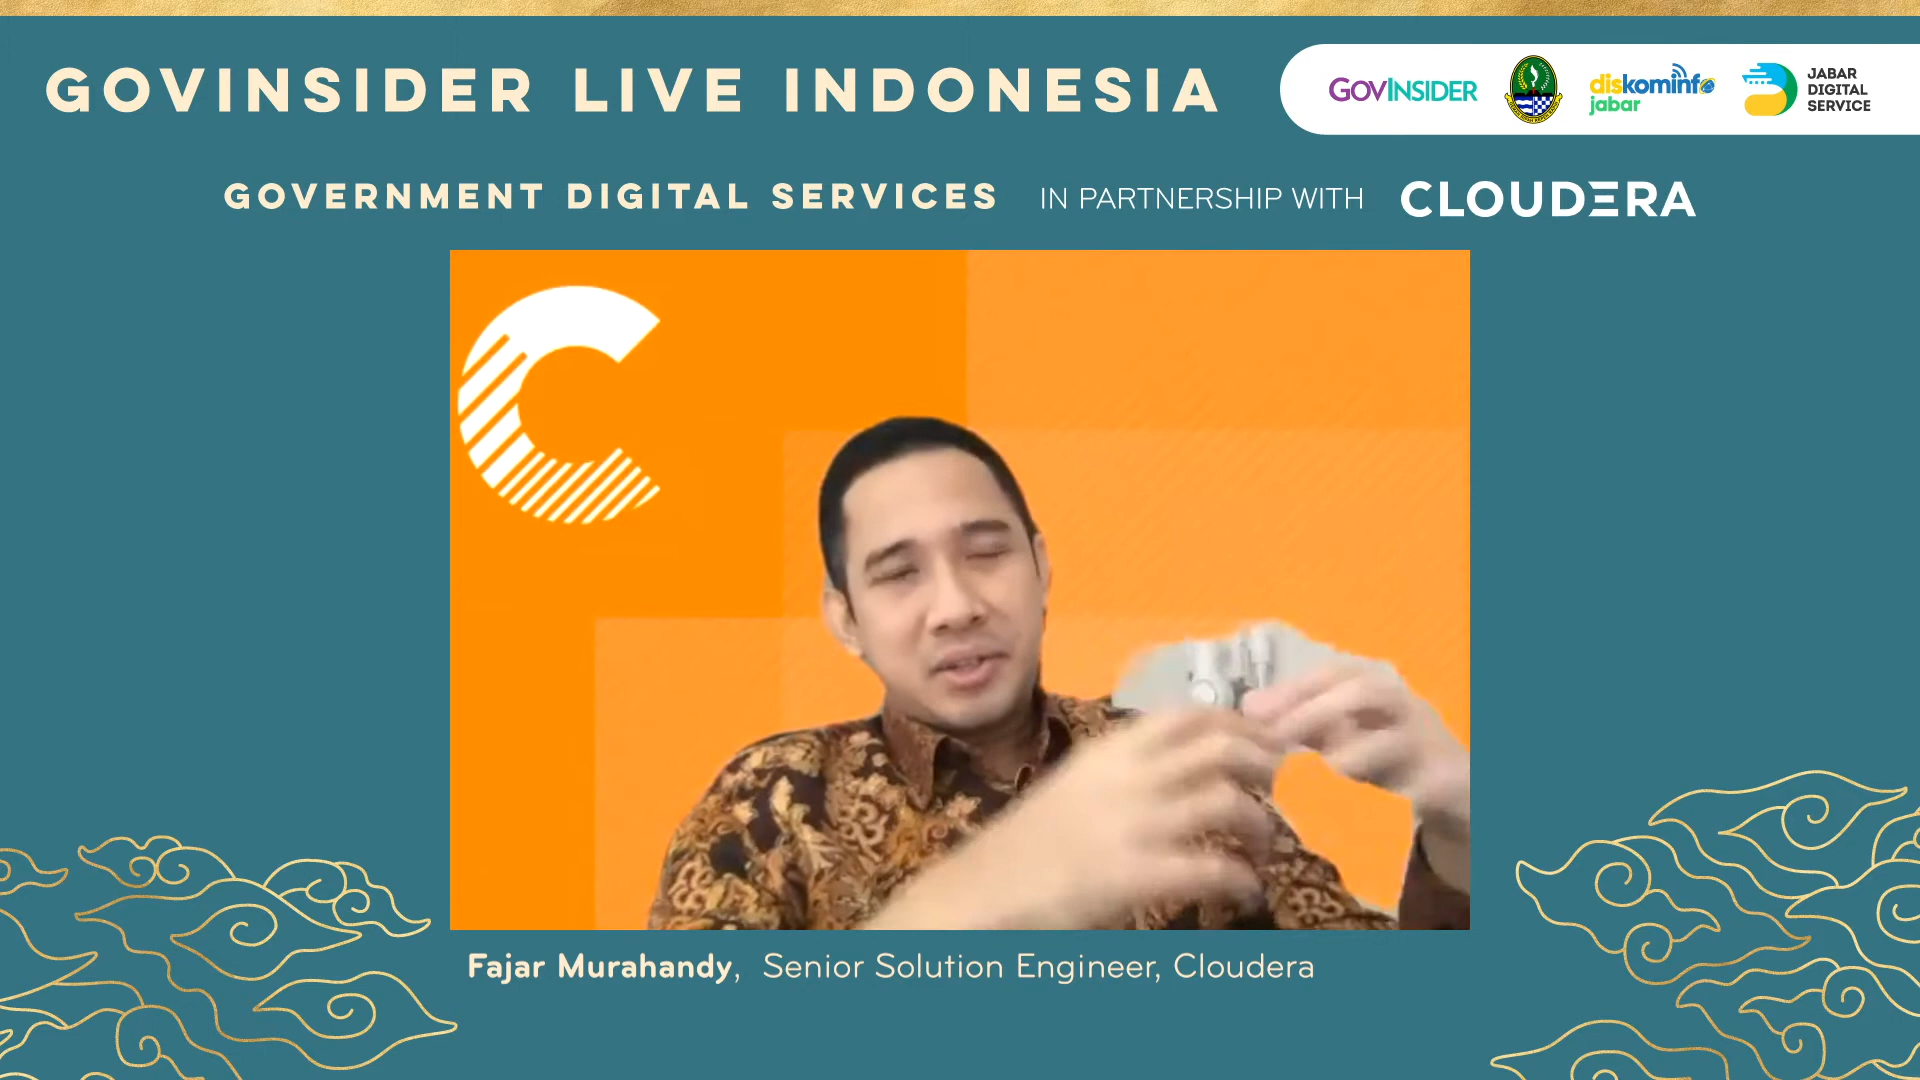 GOVINSIDER LIVE INDONESIA
GOVINSIDER
diskominfo
jabar
JABAR
DIGITAL
SERVICE
GOVERNMENT DIGITAL SERVICES IN PARTNERSHIP WITH CLOUDERA
Fajar Murahandy, Senior Solution Engineer, Cloudera